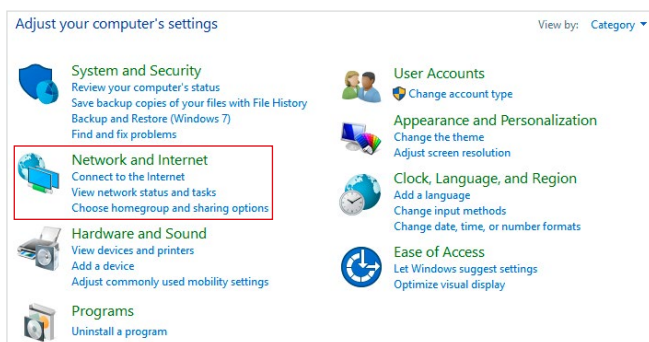 Adjust your computer's settings
View by: Category
System and Security
Review your computer's status
Save backup copies of your files with File History
Backup and Restore (Windows 7)
Find and fix problems
Network and Internet
Connect to the Internet
View network status and tasks
Choose homegroup and sharing options
Hardware and Sound
View devices and printers
Add a device
Adjust commonly used mobility settings
Programs
Uninstall a program
User Accounts
Change account type
Appearance and Personalization
Change the theme
Adjust screen resolution
Clock, Language, and Region
Add a language
Change input methods
Change date, time, or number formats
Ease of Access
Let Windows suggest settings
Optimize visual display